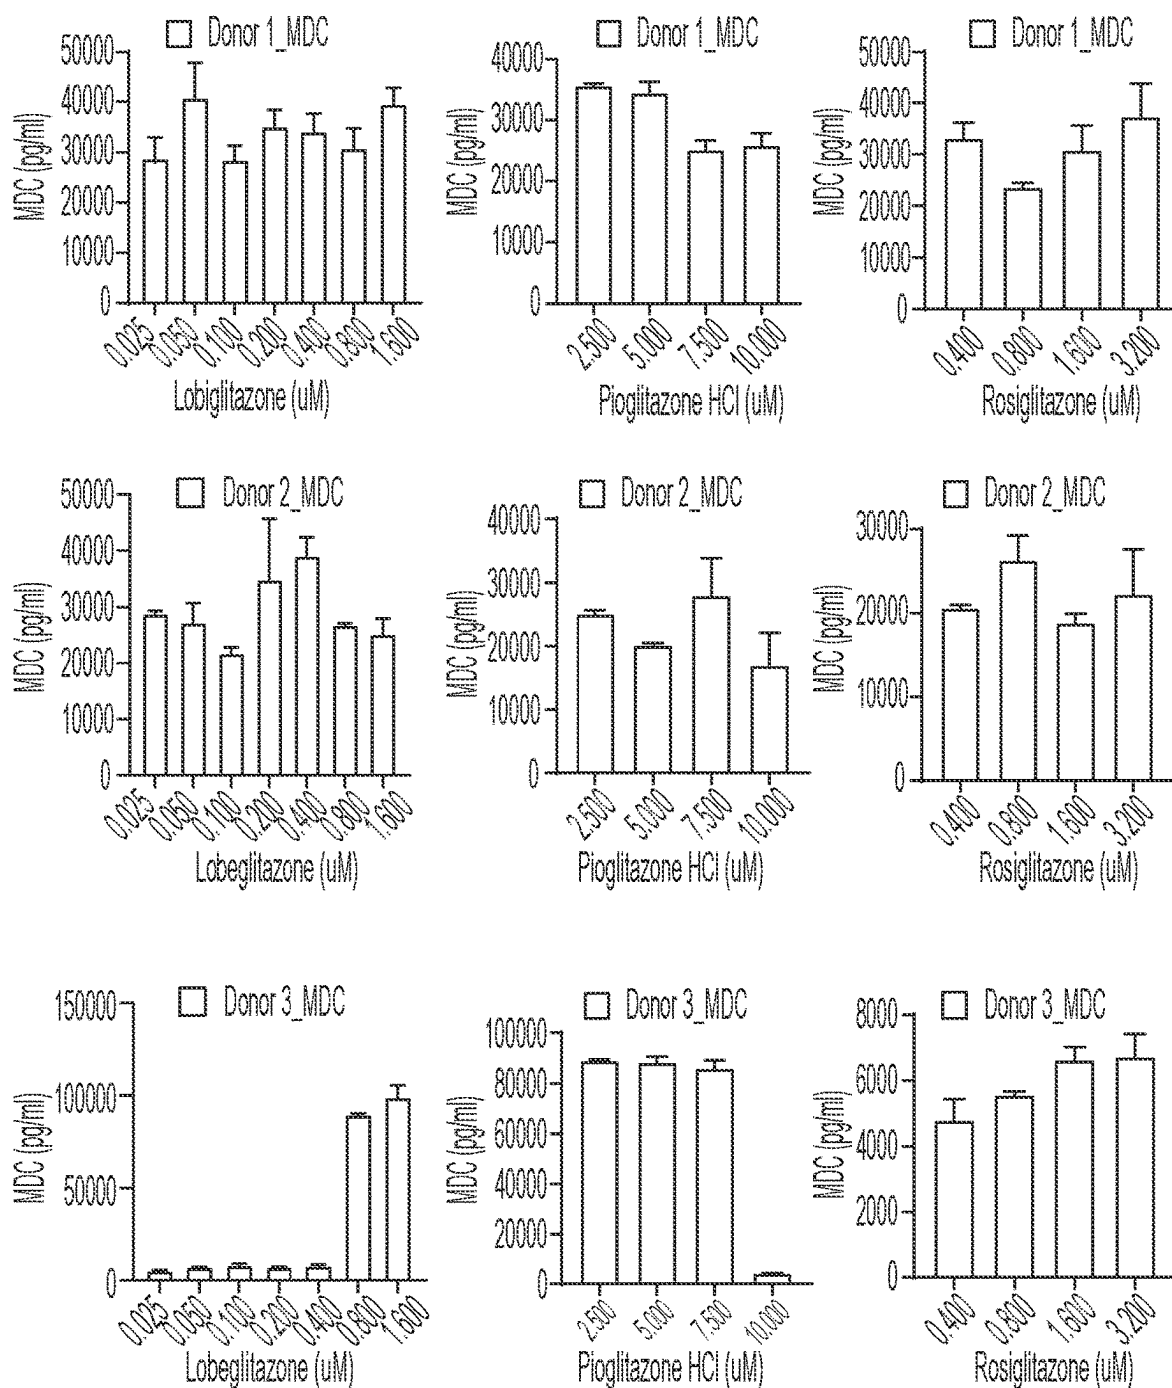 Donor 1_MDC
MDC (pg/ml)
50000
40000
30000
20000
10000
0
0.025 0.050 0.100 0.200 0.400 0.800 1.600
Lobiglitazone (uM)
Donor 1_MDC
MDC (pg/ml)
40000
30000
20000
10000
0
2.500 5.000 7.500 10.000
Pioglitazone HCl (uM)
Donor 1_MDC
MDC (pg/ml)
50000
40000
30000
20000
10000
0
0.400 0.800 1.600 3.200
Rosiglitazone (uM)
Donor 2_MDC
MDC (pg/ml)
50000
40000
30000
20000
10000
0
0.025 0.050 0.100 0.200 0.400 0.800 1.600
Lobeglitazone (uM)
Donor 2_MDC
MDC (pg/ml)
40000
30000
20000
10000
0
2.500 5.000 7.500 10.000
Pioglitazone HCl (uM)
Donor 2_MDC
MDC (pg/ml)
30000
20000
10000
0
0.400 0.800 1.600 3.200
Rosiglitazone (uM)
Donor 3_MDC
MDC (pg/ml)
150000
100000
50000
0
0.025 0.050 0.100 0.200 0.400 0.800 1.600
Lobeglitazone (uM)
Donor 3_MDC
MDC (pg/ml)
100000
80000
60000
40000
20000
0
2.500 5.000 7.500 10.000
Pioglitazone HCl (uM)
Donor 3_MDC
MDC (pg/ml)
8000
6000
4000
2000
0
0.400 0.800 1.600 3.200
Rosiglitazone (uM)